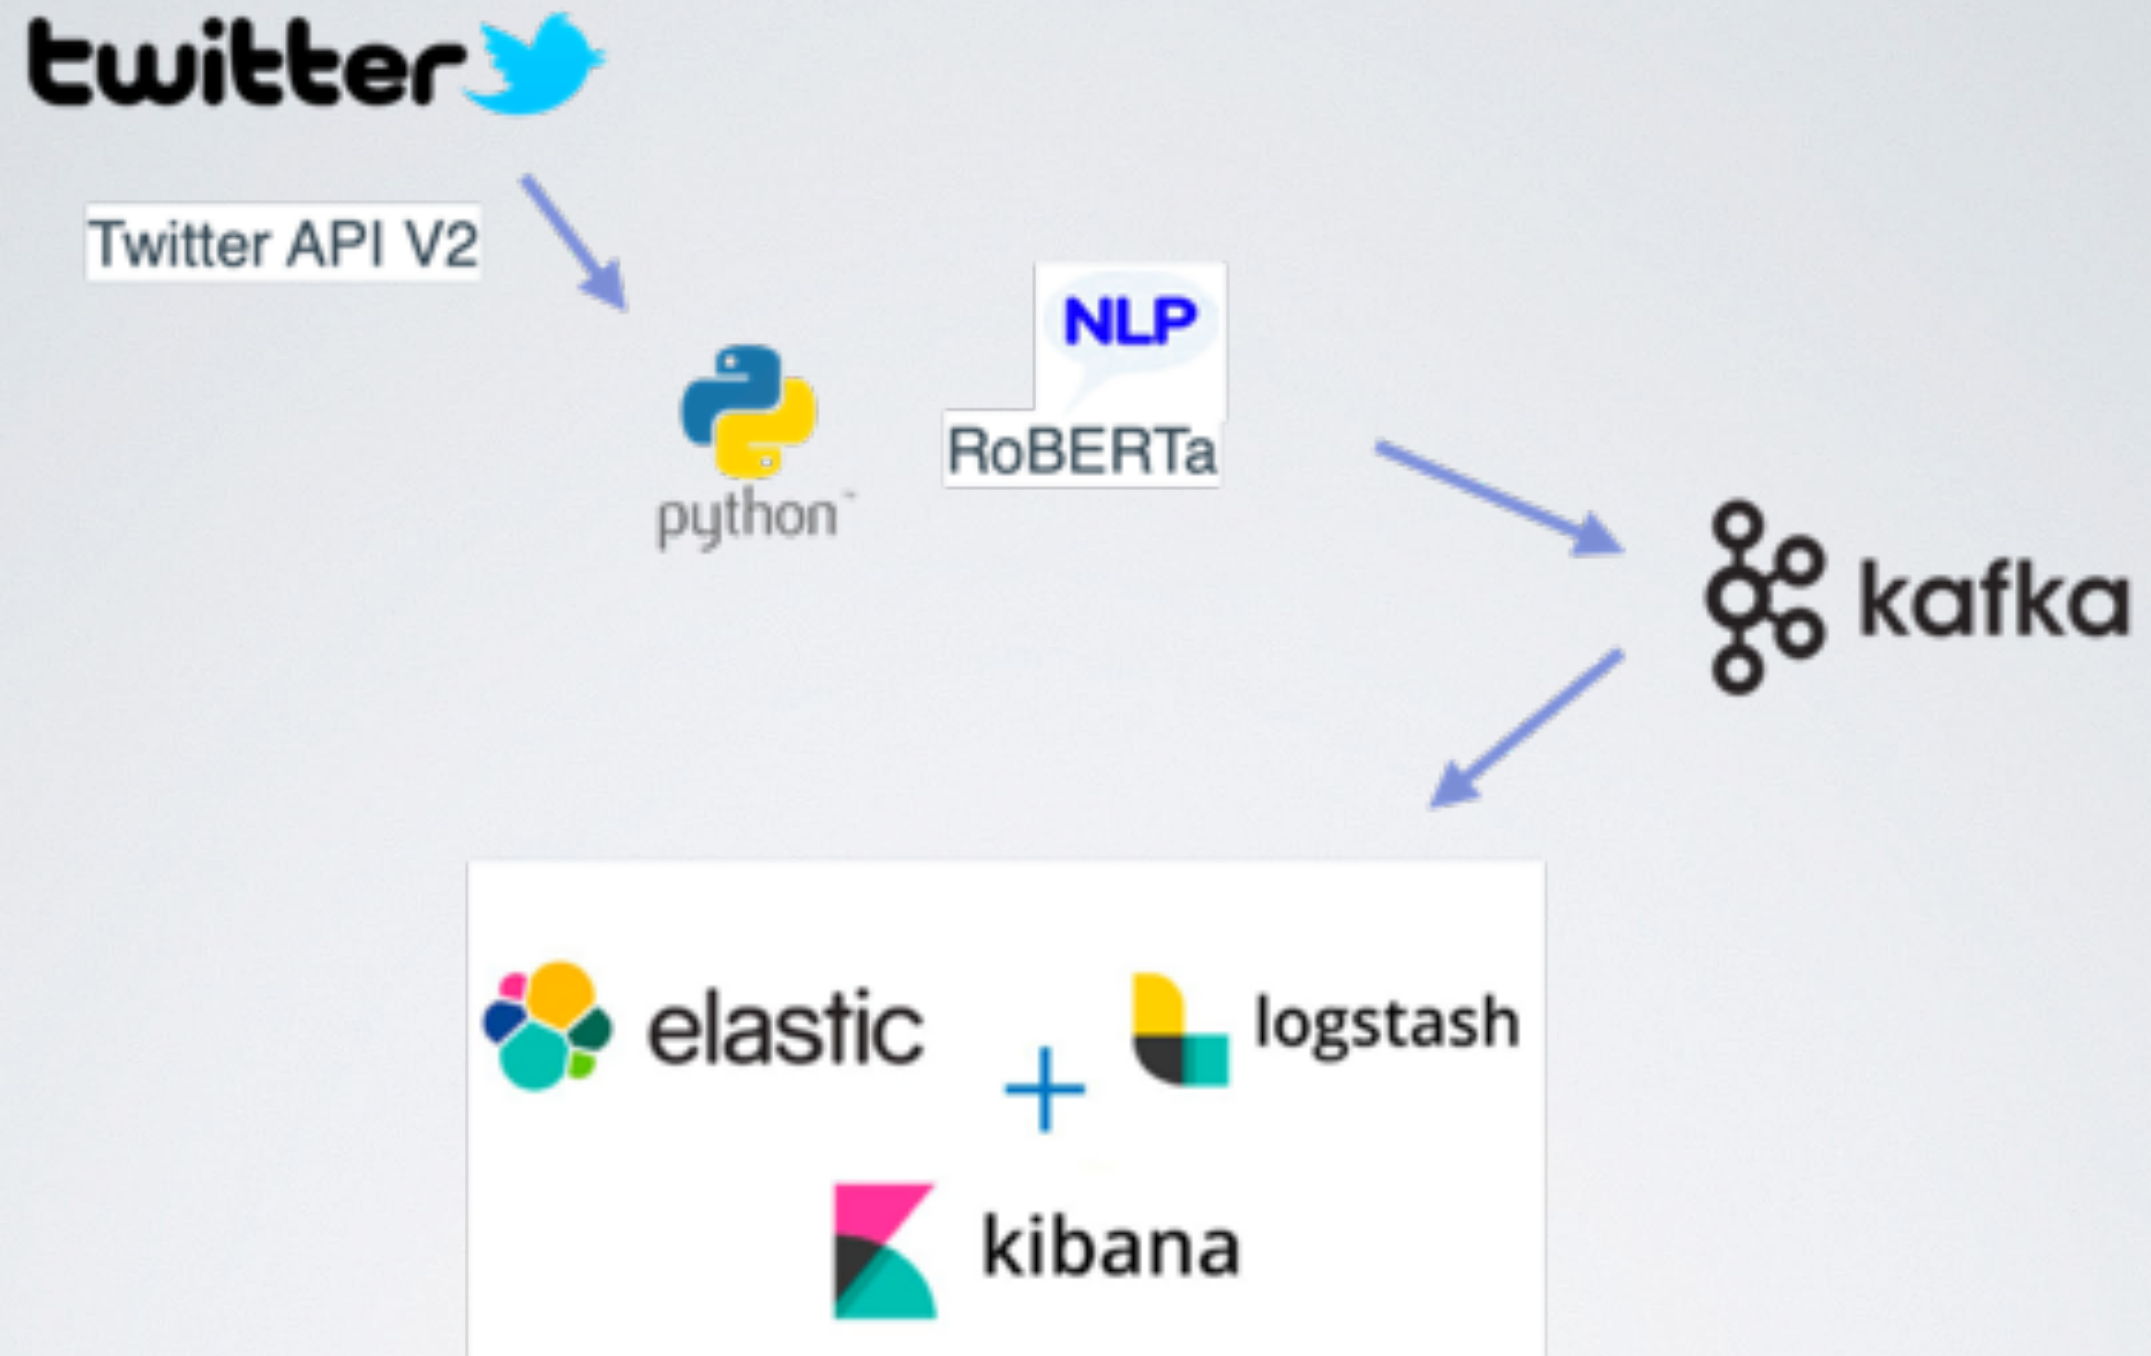 twitter
Twitter API V2
NLP
RoBERTa
python
kafka
elastic
logstash
+
kibana